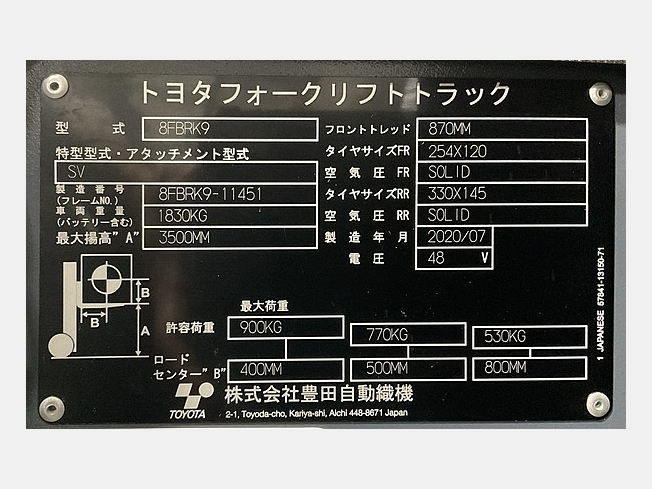 トヨタフォークリフトトラック
型 式 8FBRK9 フロントトレッド 870MM
特型型式・アタッチメント型式 タイヤサイズFR 254X120
SV 空気圧 FR SOLID
製造番号 (フレームNO.) 8FBRK9-11451 タイヤサイズRR 330X145
車両重量 (バッテリー含む) 1830KG 空気圧 RR SOLID
最大揚高"A" 3500MM 製造年月 2020/07
電圧 48 V
B
B
A
最大荷重
許容荷重 900KG 770KG 530KG
ロードセンター"B" 400MM 500MM 800MM
TOYOTA 株式会社豊田自動織機
2-1, Toyoda-cho, Kariya-shi, Aichi 448-8671 Japan
1 JAPANESE 57841-13150-71